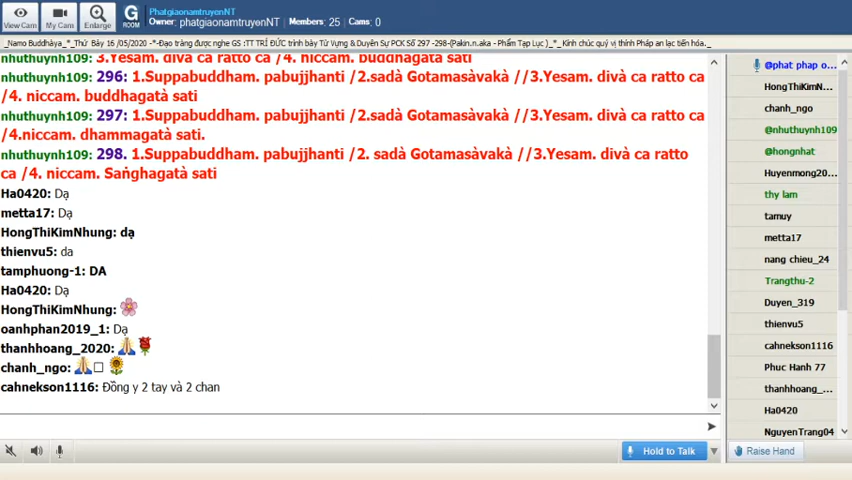 View Cam
My Cam
Enlarge
G
ROOM
PhatgiaonamtruyenNT
Owner: phatgiaonamtruyenNT | Members: 25 | Cams: 0
_Namo Buddhàya _*_Thứ Bảy 16 /05/2020 -*-Đạo tràng được nghe GS :TT TRÍ ĐỨC trình bày Từ Vựng & Duyên Sự PCK Số 297 -298-(Pakin.n.aka - Phẩm Tạp Lục )_*_ Kính chúc quý vị thính Pháp an lạc tiến hóa._
nhuthuynh109: 3.Yesam. divà ca ratto ca /4. niccam. buddhagatà sati
nhuthuynh109: 296: 1.Suppabuddham. pabujjhanti /2.sadà Gotamasàvakà //3.Yesam. divà ca ratto ca
/4. niccam. buddhagatà sati
nhuthuynh109: 297: 1.Suppabuddham. pabujjhanti /2.sadà Gotamasàvakà //3.Yesam. divà ca ratto ca
/4.niccam. dhammagatà sati.
nhuthuynh109: 298. 1.Suppabuddham. pabujjhanti /2. sadà Gotamasàvakà //3.Yesam. divà ca ratto
ca /4. niccam. Saṅghagatà sati
Ha0420: Dạ
metta17: Dạ
HongThiKimNhung: dạ
thienvu5: da
tamphuong-1: DA
Ha0420: Dạ
HongThiKimNhung:
oanhphan2019_1: Dạ
thanhhoang_2020:
chanh_ngo:
cahnekson1116: Đồng y 2 tay và 2 chan
Hold to Talk
@phat phap o...
HongThiKimN...
chanh_ngo
@nhuthuynh109
@hongnhat
Huyenmong20...
thy lam
tamuy
metta17
nang chieu_24
Trangthu-2
Duyen_319
thienvu5
cahnekson1116
Phuc Hanh 77
thanhhoang_...
Ha0420
NguyenTrang04
Raise Hand